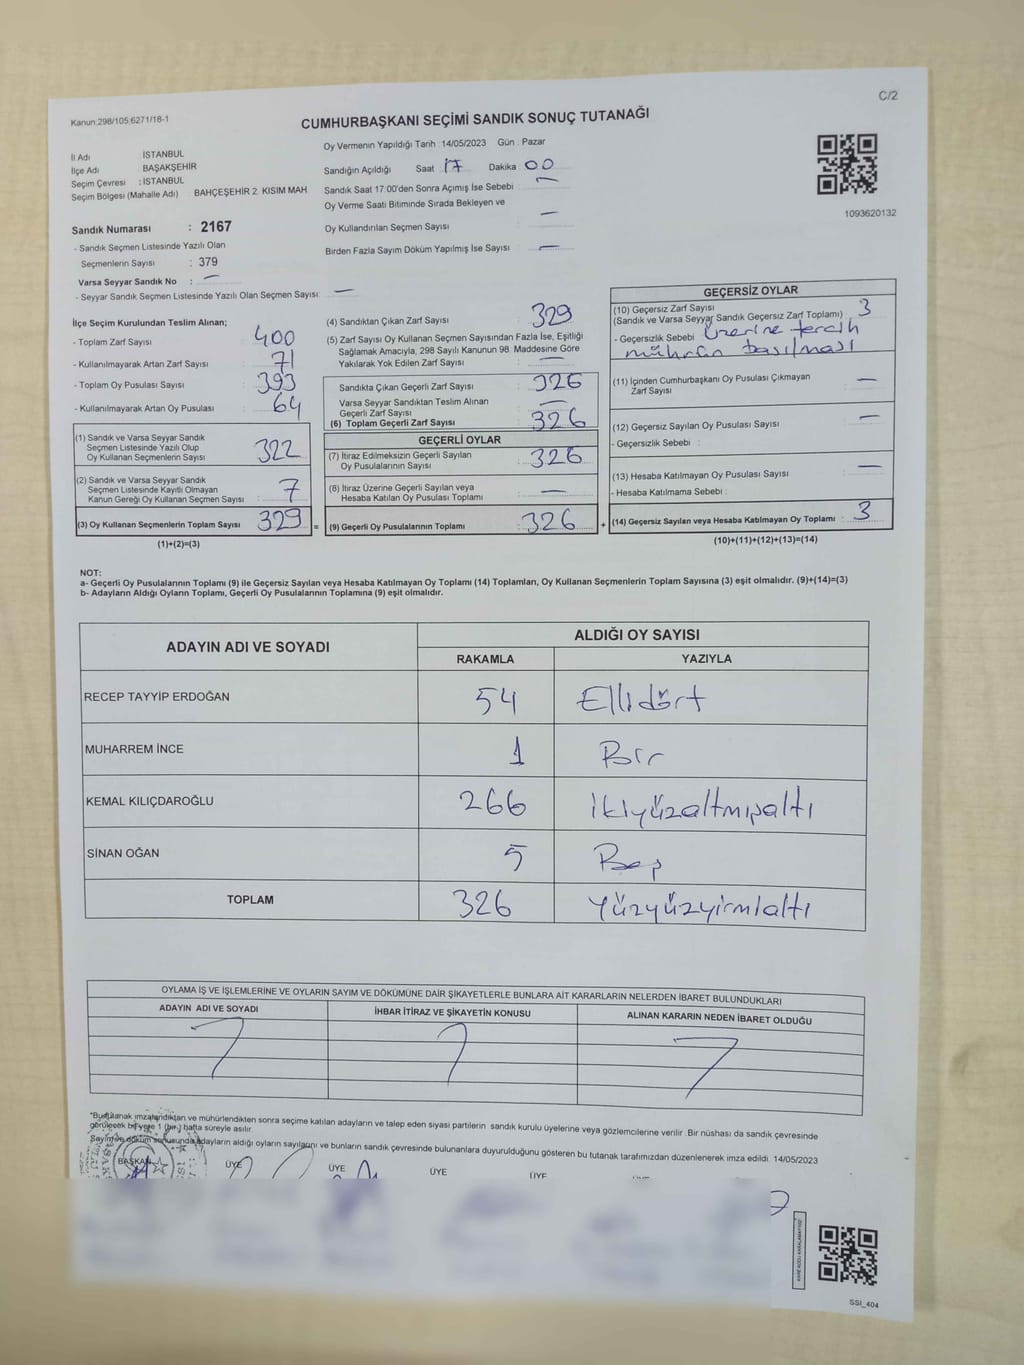 C/2
Kanun:298/105,6271/18-1
CUMHURBAŞKANI SEÇİMİ SANDIK SONUÇ TUTANAĞI
İl Adı İSTANBUL
İlçe Adı BAŞAKŞEHİR
Seçim Çevresi : İSTANBUL
Seçim Bölgesi (Mahalle Adı) BAHÇEŞEHİR 2. KISIM MAH
Oy Vermenin Yapıldığı Tarih :14/05/2023 Gün : Pazar
Sandığın Açıldığı Saat 17 Dakika 00
Sandık Saat 17:00'den Sonra Açımış İse Sebebi : —
Oy Verme Saati Bitiminde Sırada Bekleyen ve
Oy Kullandırılan Seçmen Sayısı : —
Birden Fazla Sayım Döküm Yapılmış İse Sayısı : —
1093620132
Sandık Numarası : 2167
- Sandık Seçmen Listesinde Yazılı Olan
Seçmenlerin Sayısı : 379
Varsa Seyyar Sandık No : —
- Seyyar Sandık Seçmen Listesinde Yazılı Olan Seçmen Sayısı: —
İlçe Seçim Kurulundan Teslim Alınan;
- Toplam Zarf Sayısı : 400
- Kullanılmayarak Artan Zarf Sayısı : 71
- Toplam Oy Pusulası Sayısı : 393
- Kullanılmayarak Artan Oy Pusulası : 64
(1) Sandık ve Varsa Seyyar Sandık
Seçmen Listesinde Yazılı Olup
Oy Kullanan Seçmenlerin Sayısı : 322
(2) Sandık ve Varsa Seyyar Sandık
Seçmen Listesinde Kayıtlı Olmayan
Kanun Gereği Oy Kullanan Seçmen Sayısı : 7
(3) Oy Kullanan Seçmenlerin Toplam Sayısı : 329 =
(1)+(2)=(3)
(4) Sandıktan Çıkan Zarf Sayısı : 329
(5) Zarf Sayısı Oy Kullanan Seçmen Sayısından Fazla İse, Eşitliği
Sağlamak Amacıyla, 298 Sayılı Kanunun 98. Maddesine Göre
Yakılarak Yok Edilen Zarf Sayısı : —
Sandıkta Çıkan Geçerli Zarf Sayısı : 326
Varsa Seyyar Sandıktan Teslim Alınan
Geçerli Zarf Sayısı : —
(6) Toplam Geçerli Zarf Sayısı : 326
GEÇERLİ OYLAR
(7) İtiraz Edilmeksizin Geçerli Sayılan
Oy Pusulalarının Sayısı : 326
(8) İtiraz Üzerine Geçerli Sayılan veya
Hesaba Katılan Oy Pusulası Toplamı : —
(9) Geçerli Oy Pusulalarının Toplamı : 326 +
GEÇERSİZ OYLAR
(10) Geçersiz Zarf Sayısı
(Sandık ve Varsa Seyyar Sandık Geçersiz Zarf Toplamı) : 3
- Geçersizlik Sebebi : üzerine tercih
mührün basılması
(11) İçinden Cumhurbaşkanı Oy Pusulası Çıkmayan
Zarf Sayısı : —
(12) Geçersiz Sayılan Oy Pusulası Sayısı : —
- Geçersizlik Sebebi :
(13) Hesaba Katılmayan Oy Pusulası Sayısı : —
- Hesaba Katılmama Sebebi :
(14) Geçersiz Sayılan veya Hesaba Katılmayan Oy Toplamı : 3
(10)+(11)+(12)+(13)=(14)
NOT:
a- Geçerli Oy Pusulalarının Toplamı (9) ile Geçersiz Sayılan veya Hesaba Katılmayan Oy Toplamı (14) Toplamları, Oy Kullanan Seçmenlerin Toplam Sayısına (3) eşit olmalıdır. (9)+(14)=(3)
b- Adayların Aldığı Oyların Toplamı, Geçerli Oy Pusulalarının Toplamına (9) eşit olmalıdır.
ADAYIN ADI VE SOYADI ALDIĞI OY SAYISI
RAKAMLA YAZIYLA
RECEP TAYYİP ERDOĞAN 54 Ellidört
MUHARREM İNCE 1 Bir
KEMAL KILIÇDAROĞLU 266 ikiyüzaltmışaltı
SİNAN OĞAN 5 Beş
TOPLAM 326 Yüzyüzyirmialtı
OYLAMA İŞ VE İŞLEMLERİNE VE OYLARIN SAYIM VE DÖKÜMÜNE DAİR ŞİKAYETLERLE BUNLARA AİT KARARLARIN NELERDEN İBARET BULUNDUKLARI
ADAYIN ADI VE SOYADI İHBAR İTİRAZ VE ŞİKAYETİN KONUSU ALINAN KARARIN NEDEN İBARET OLDUĞU
*Bu tutanak imzalandıktan ve mühürlendikten sonra seçime katılan adayların ve talep eden siyasi partilerin sandık kurulu üyelerine veya gözlemcilerine verilir. Bir nüshası da sandık çevresinde
görülecek bir yere 1 (bir) hafta süreyle asılır.
Sayım ve döküm sonucunda adayların aldığı oyların sayılarını ve bunların sandık çevresinde bulunanlara duyurulduğunu gösteren bu tutanak tarafımızdan düzenlenerek imza edildi. 14/05/2023
BAŞKAN ÜYE ÜYE ÜYE ÜYE
SSİ_404